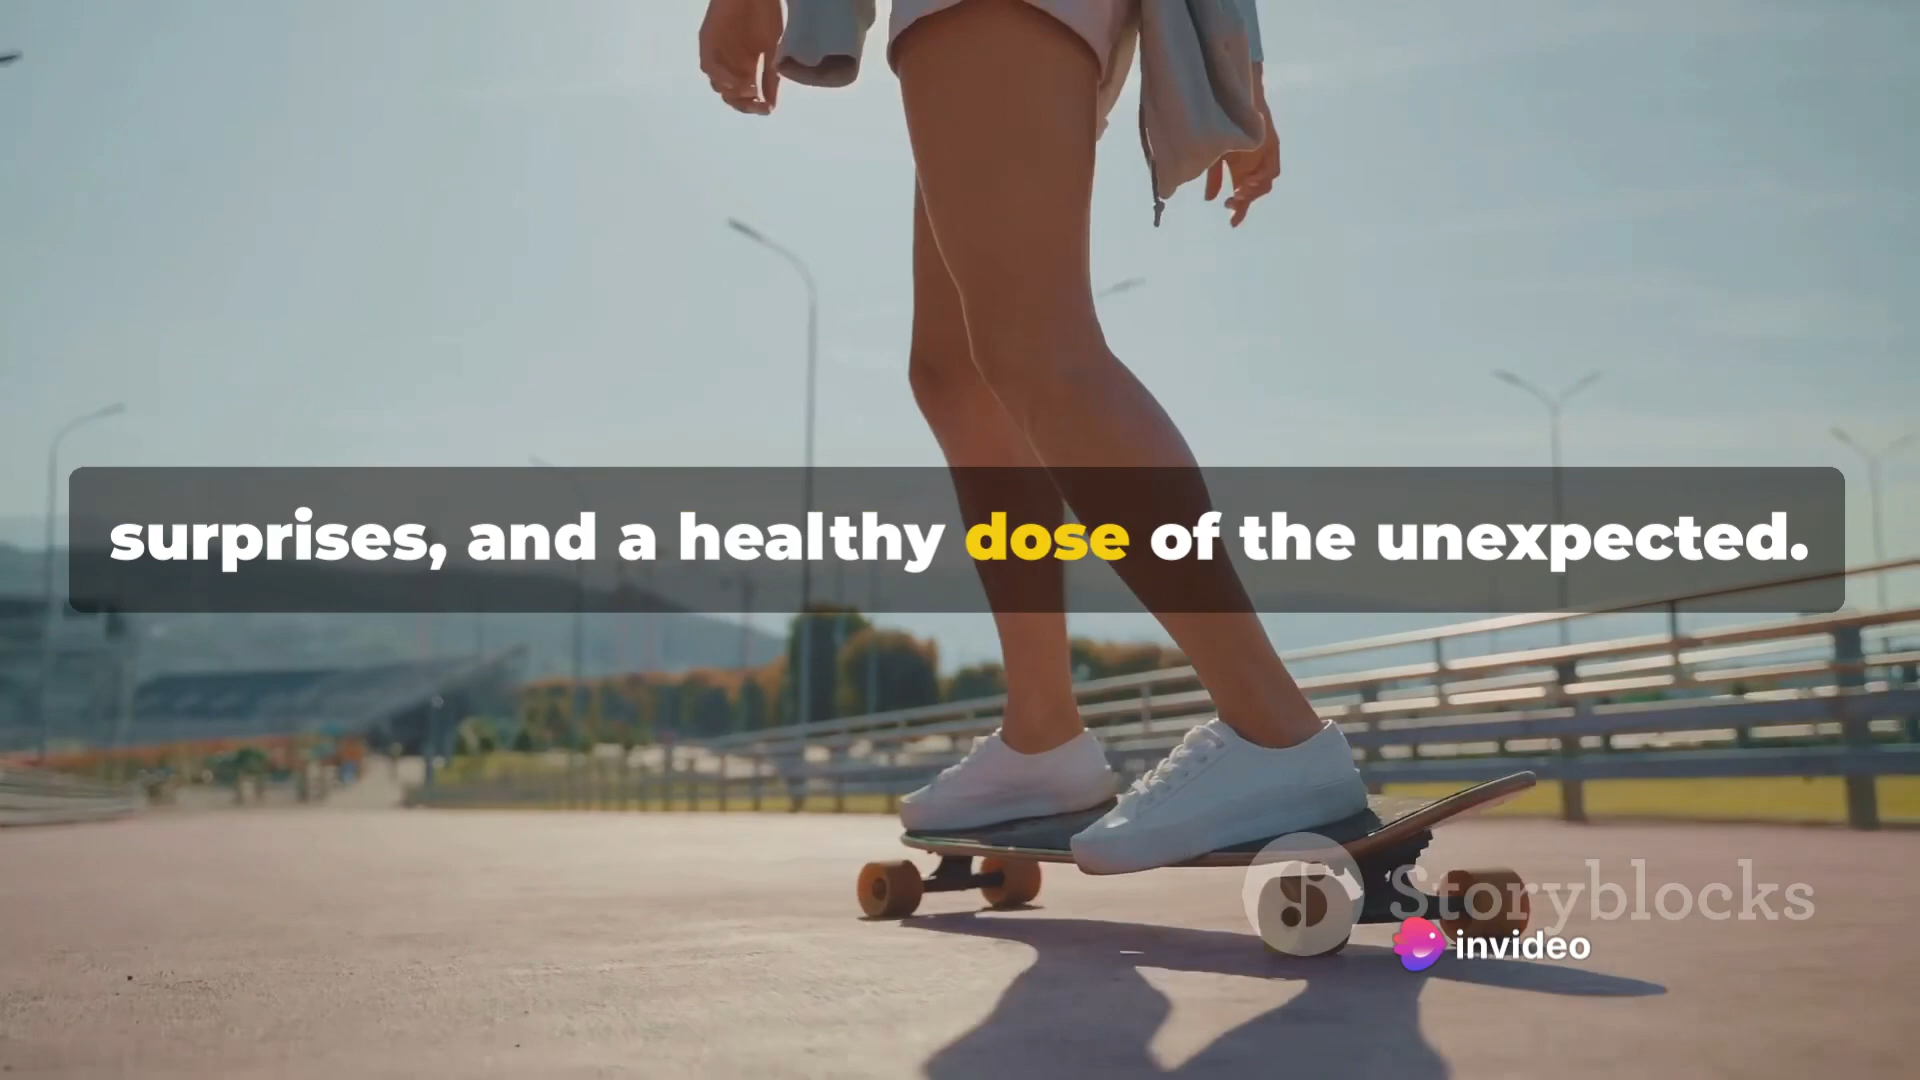 surprises, and a healthy dose of the unexpected.
Storyblocks
invideo